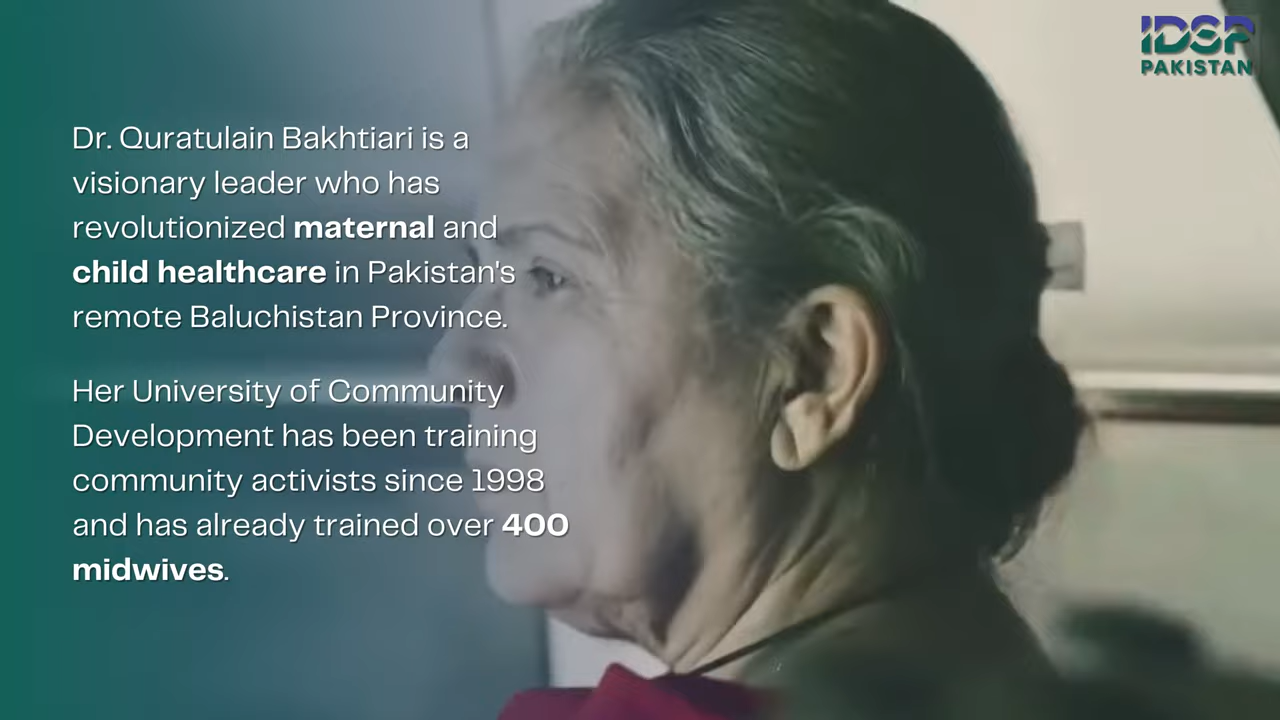 IDSP
PAKISTAN
Dr. Quratulain Bakhtiari is a
visionary leader who has
revolutionized maternal and
child healthcare in Pakistan's
remote Baluchistan Province.
Her University of Community
Development has been training
community activists since 1998
and has already trained over 400
midwives.